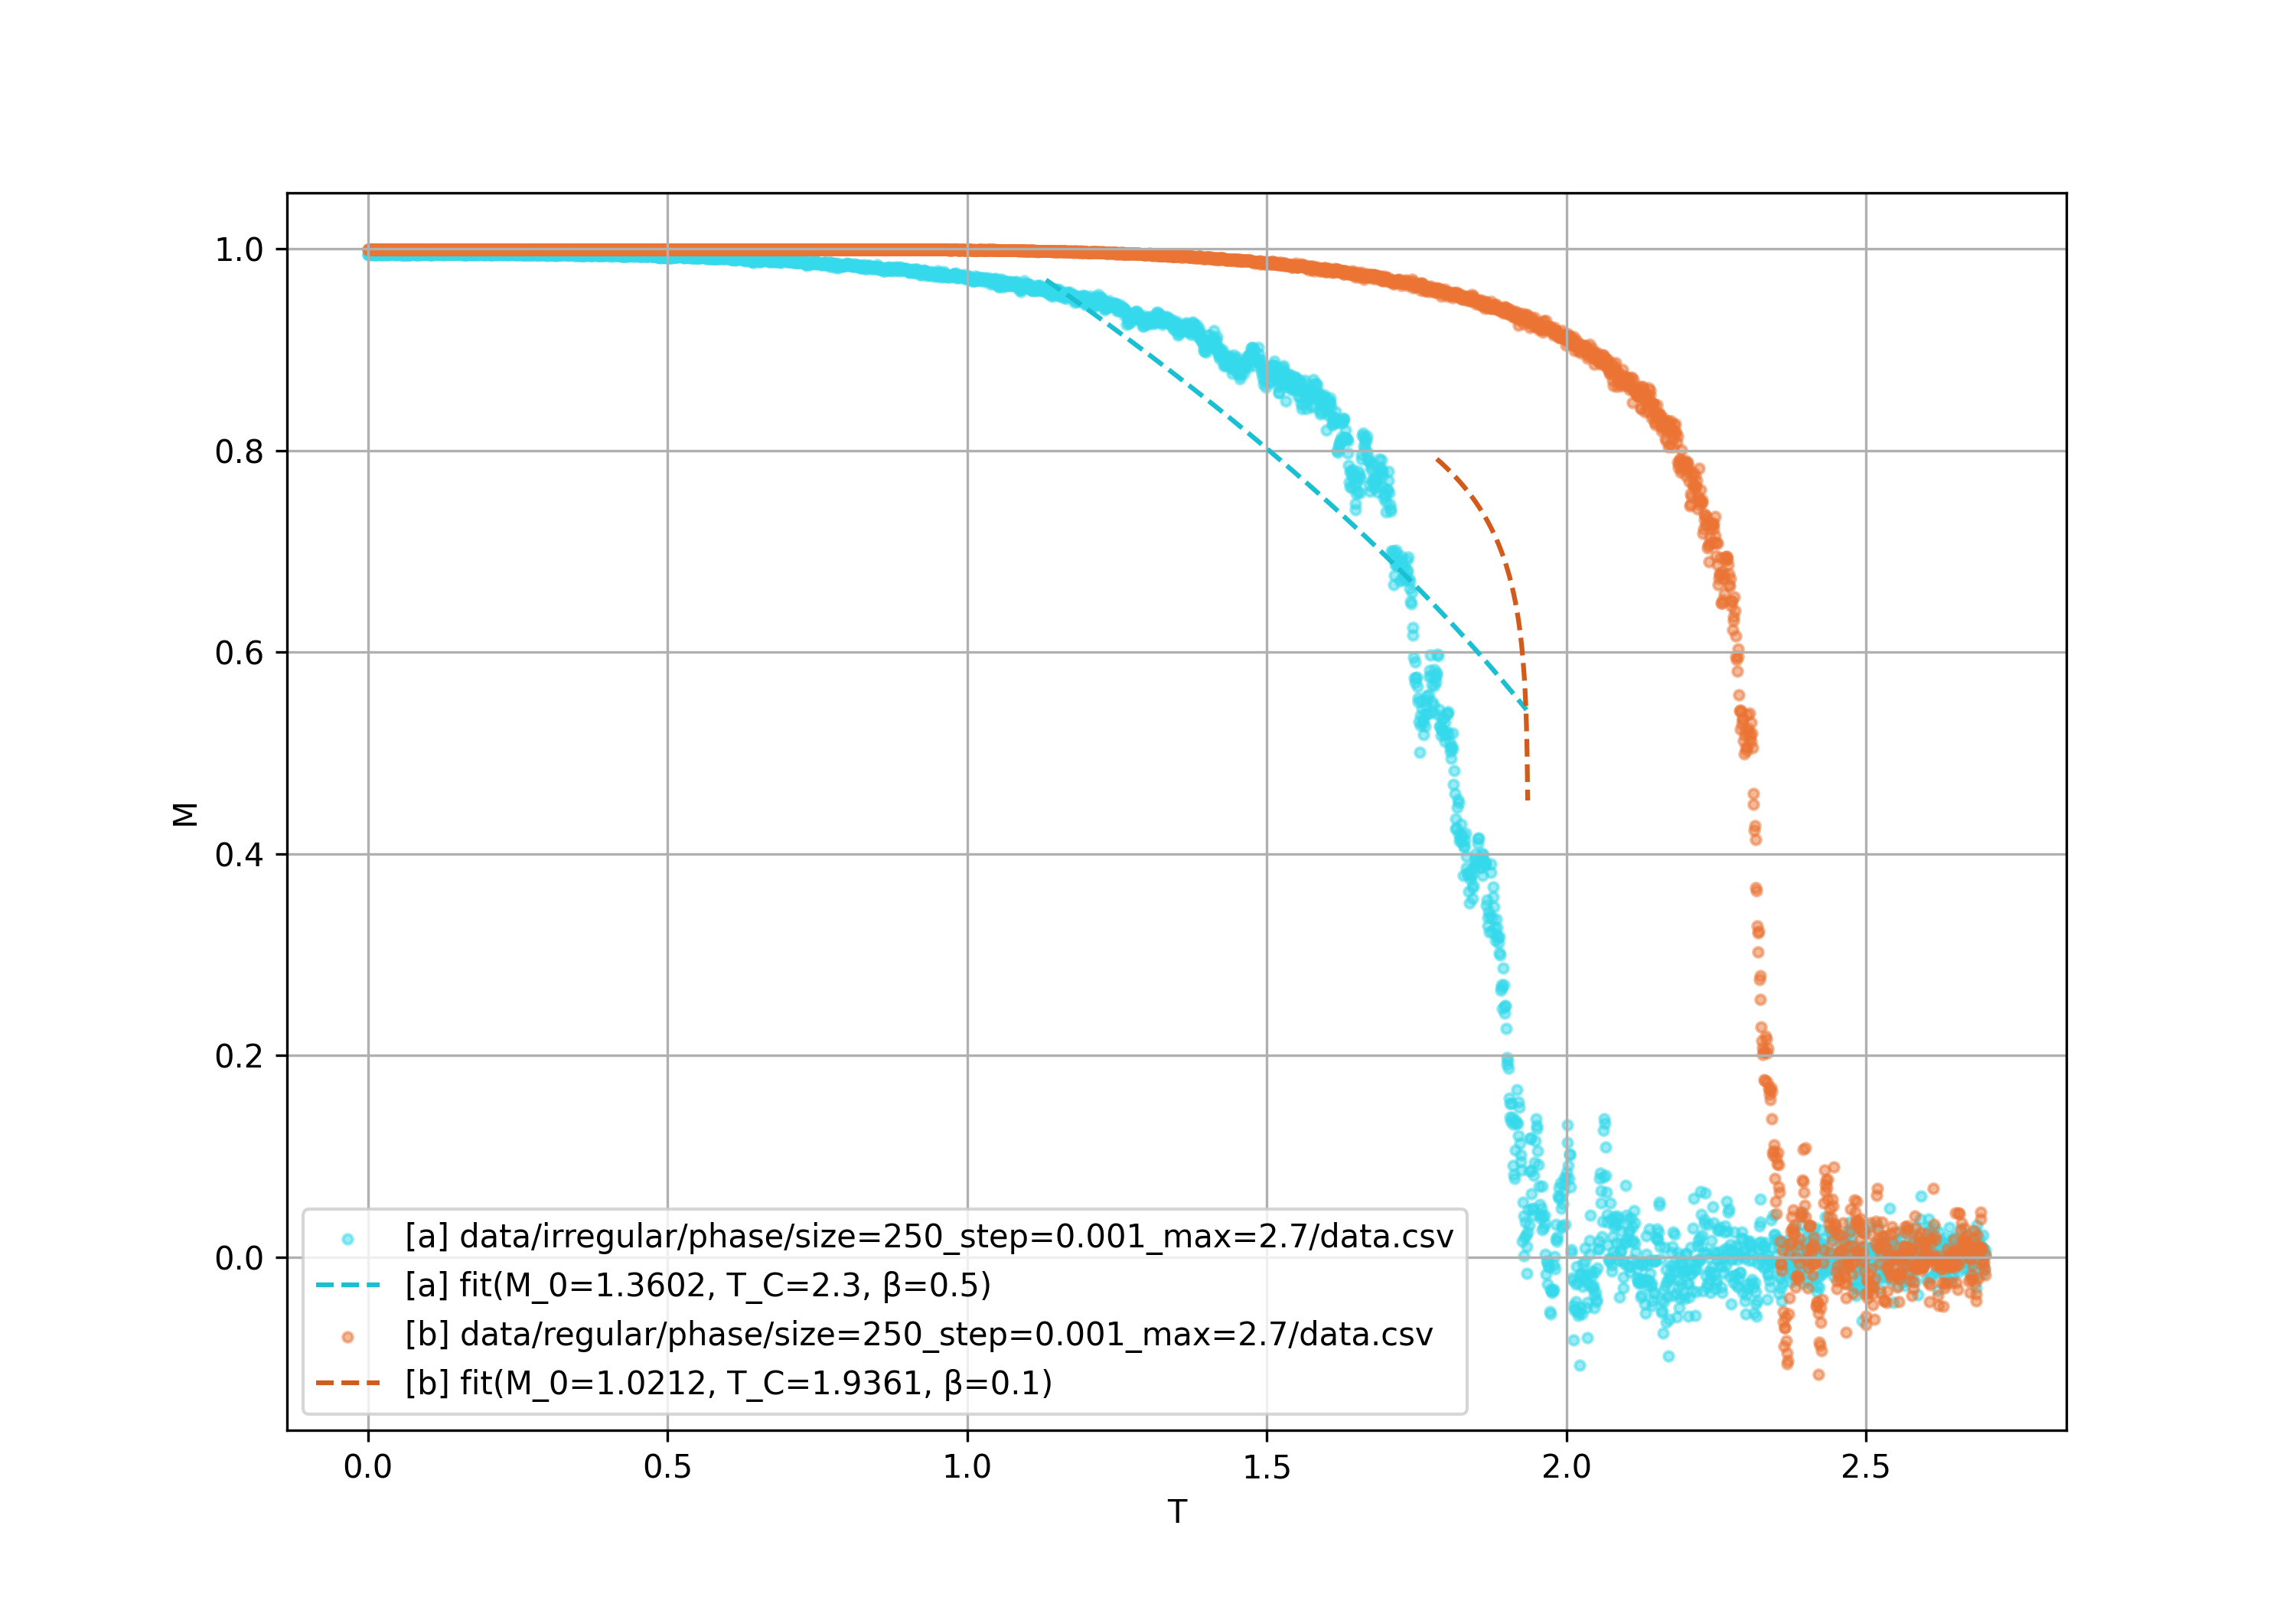 1.0
0.8
0.6
0.4
0.2
0.0
M
[a] data/irregular/phase/size=250_step=0.001_max=2.7/data.csv
[a] fit(M_0=1.3602, T_C=2.3, β=0.5)
[b] data/regular/phase/size=250_step=0.001_max=2.7/data.csv
[b] fit(M_0=1.0212, T_C=1.9361, β=0.1)
0.0 0.5 1.0 1.5 2.0 2.5
T